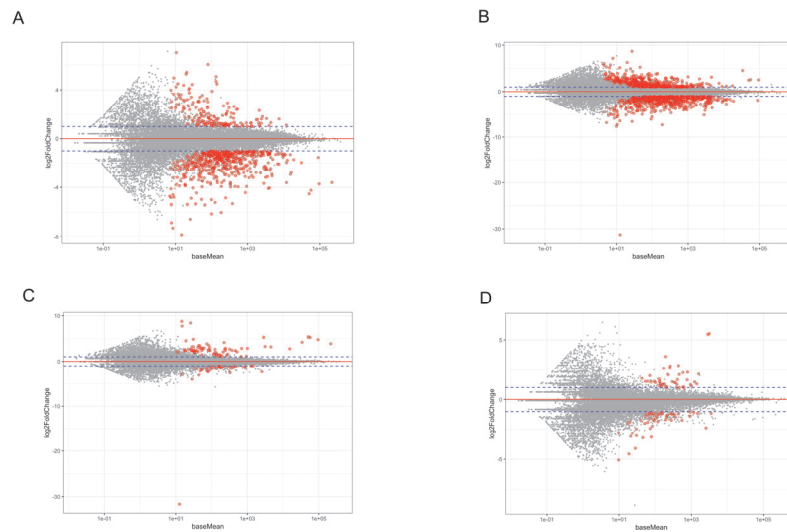 A
B
4
0
-4
-8
log2FoldChange
1e-01
1e+01
1e+03
1e+05
baseMean
10
0
-10
-20
-30
log2FoldChange
1e-01
1e+01
1e+03
1e+05
baseMean
C
D
10
0
-10
-20
-30
log2FoldChange
1e-01
1e+01
1e+03
1e+05
baseMean
5
0
-5
log2FoldChange
1e-01
1e+01
1e+03
1e+05
baseMean